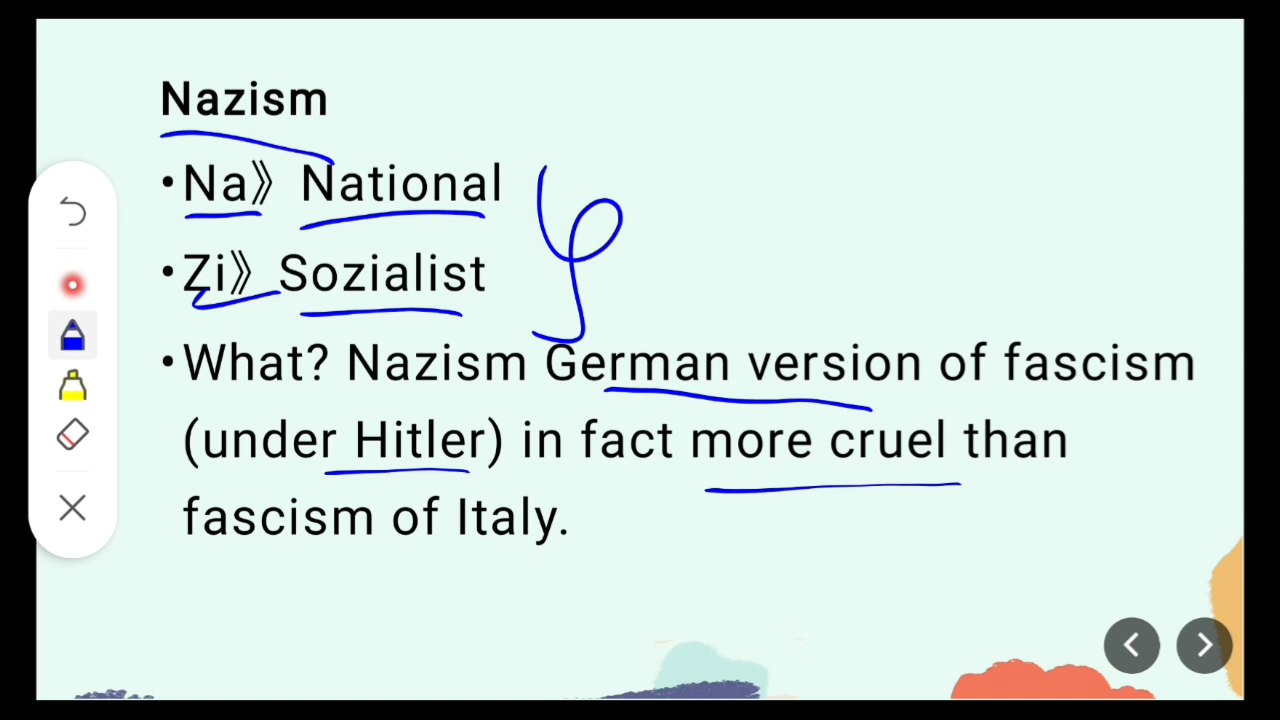 Nazism
•Na》 National
•Zi》 Sozialist
•What? Nazism German version of fascism
(under Hitler) in fact more cruel than
fascism of Italy.